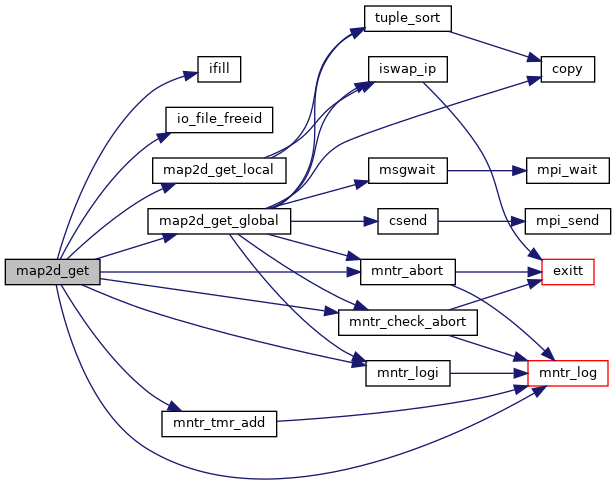 tuple_sort
ifill
iswap_ip
copy
io_file_freeid
map2d_get_local
msgwait
mpi_wait
map2d_get_global
csend
mpi_send
map2d_get
mntr_abort
exitt
mntr_check_abort
mntr_logi
mntr_log
mntr_tmr_add